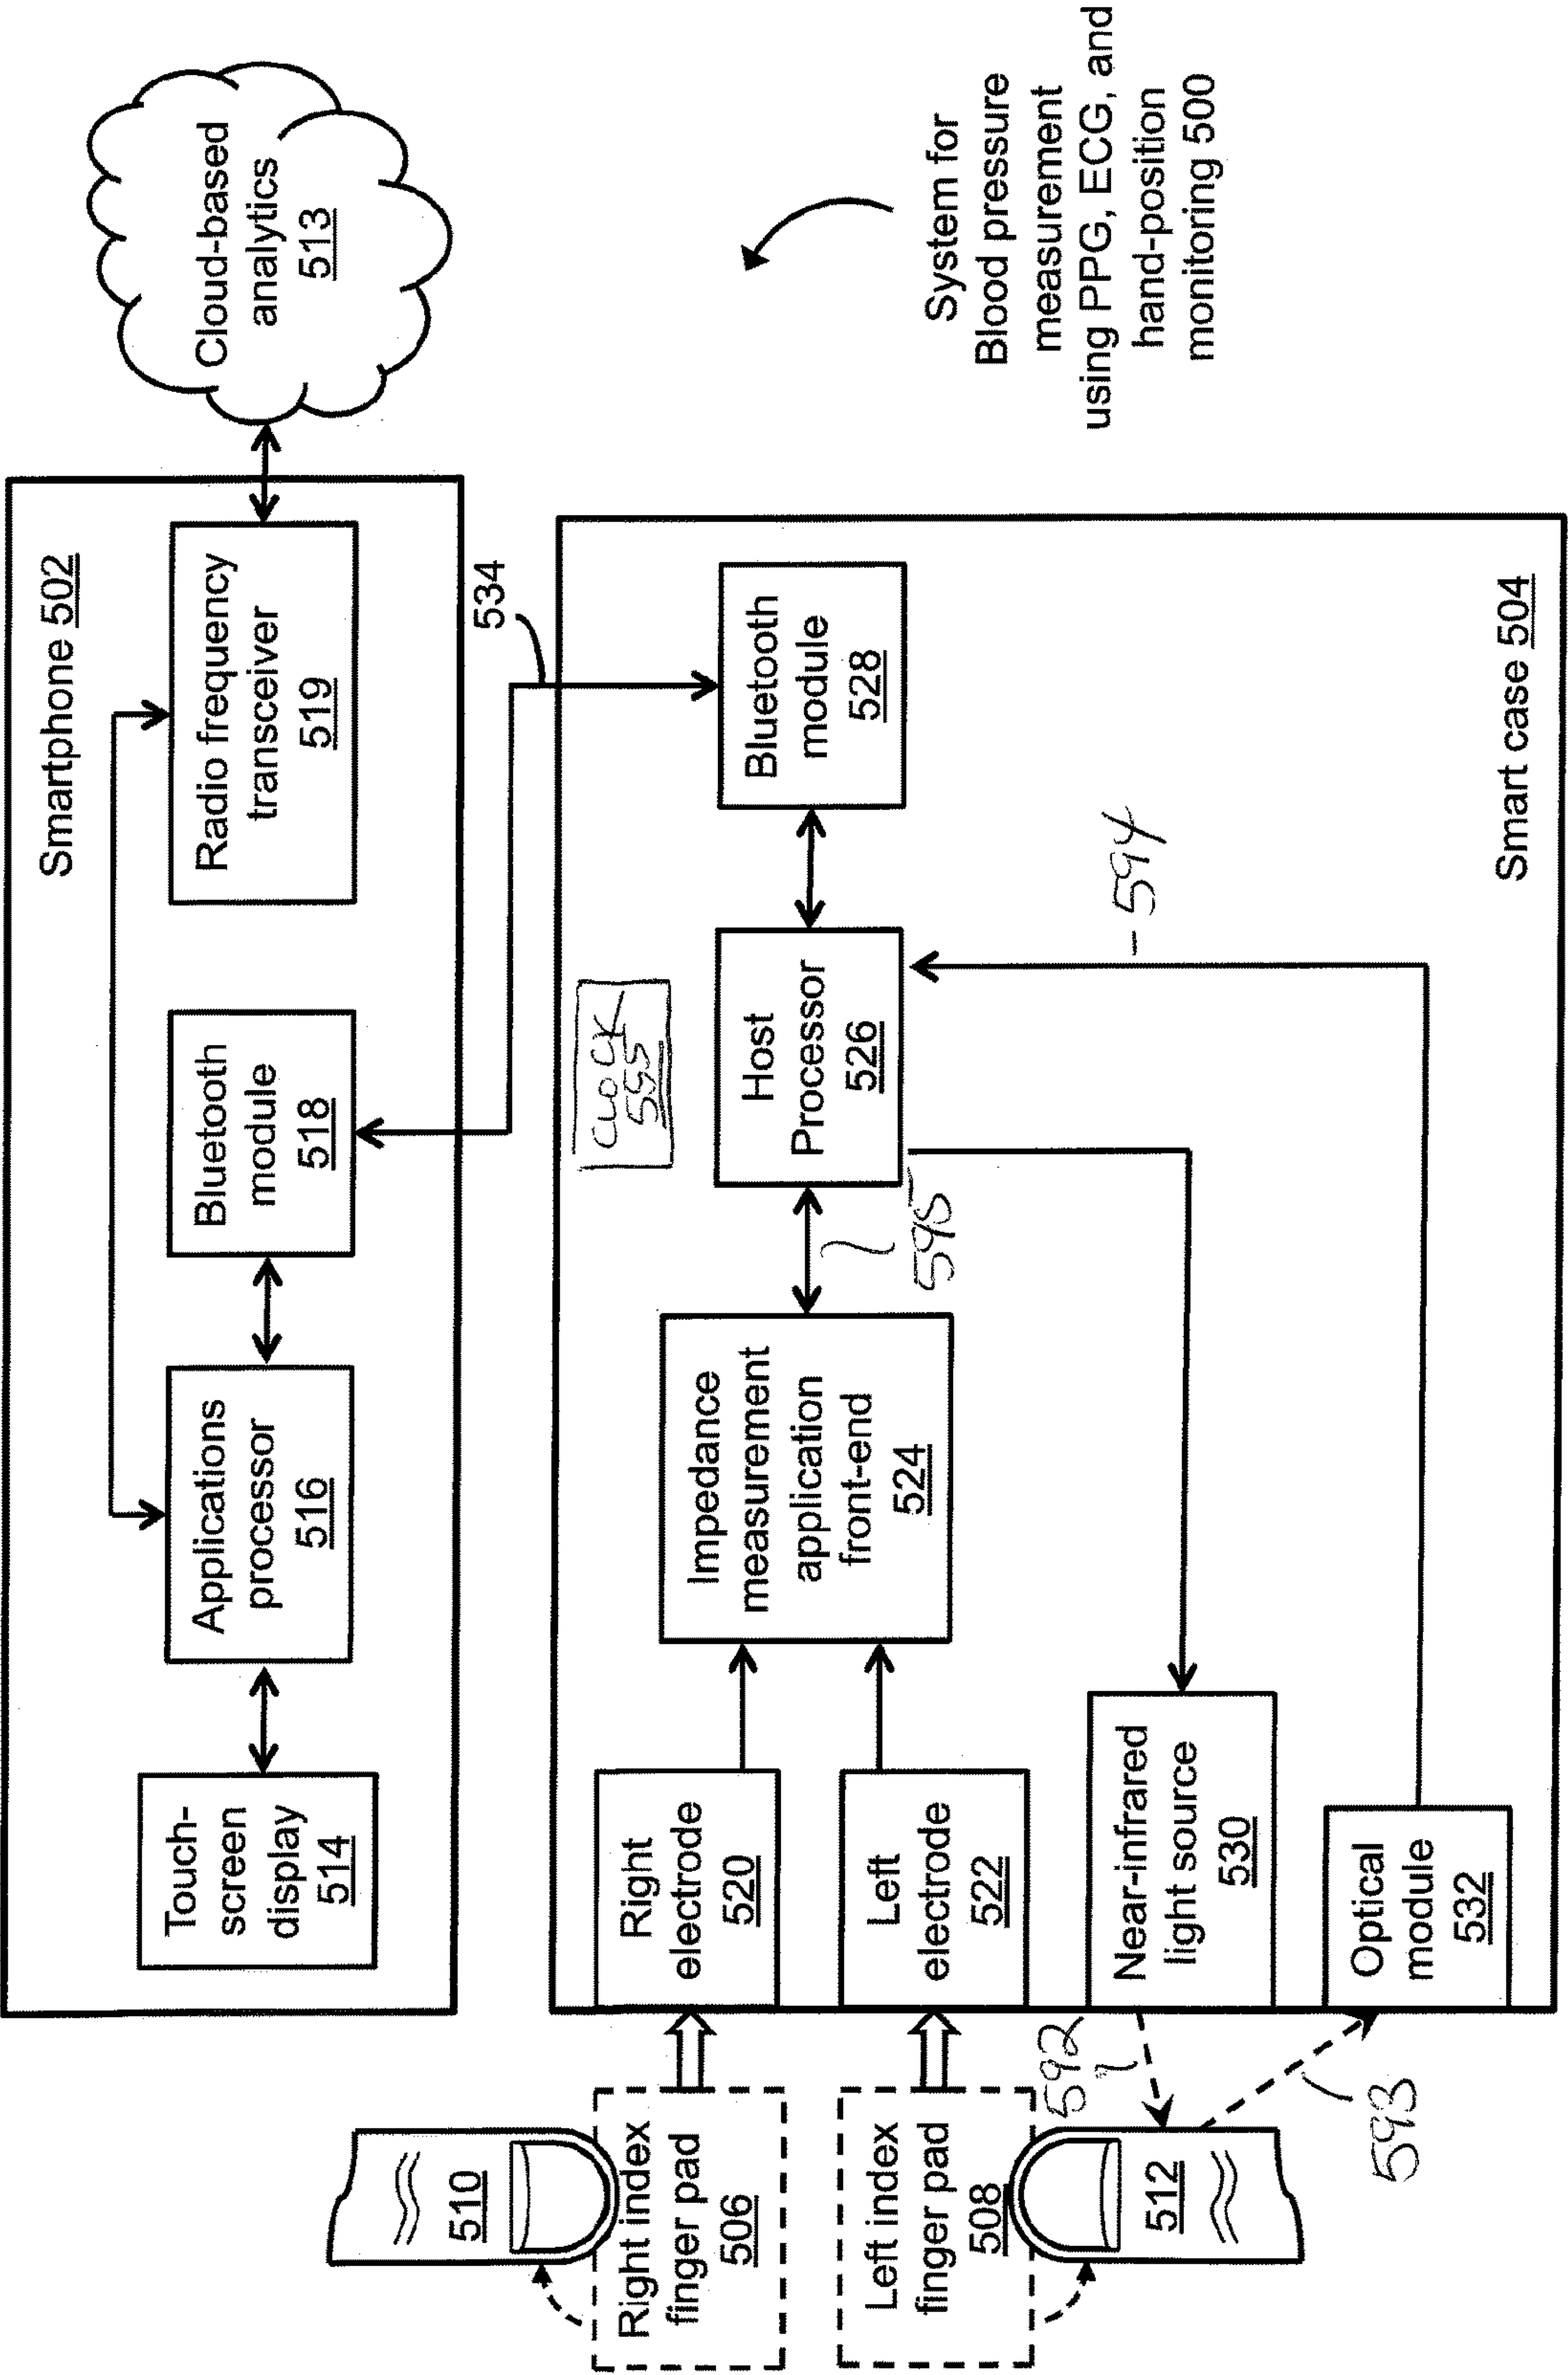 Smartphone 502
Touch-
screen
display
514
Applications
processor
516
Bluetooth
module
518
Radio frequency
transceiver
519
Cloud-based
analytics
513
534
510
Right index
finger pad
506
Left index
finger pad
508
512
592
593
Right
electrode
520
Left
electrode
522
Near-infrared
light source
530
Optical
module
532
Impedance
measurement
application
front-end
524
595
CLOCK
Host
Processor
526
594
Bluetooth
module
528
Smart case 504
System for
Blood pressure
measurement
using PPG, ECG, and
hand-position
monitoring 500